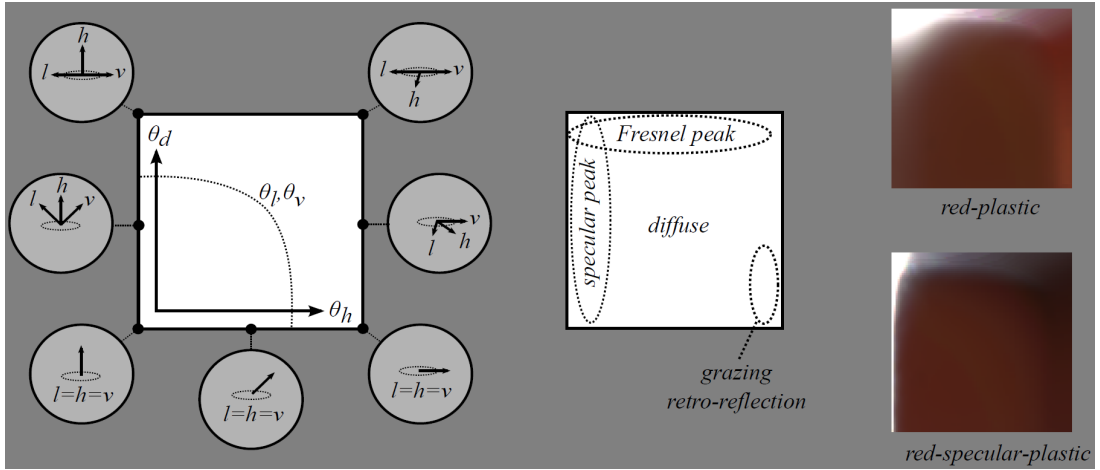 h
l
v
l
v
h
θd
h
l
v
θl,θv
v
l
h
θh
l=h=v
l=h=v
l=h=v
Fresnel peak
specular peak
diffuse
grazing
retro-reflection
red-plastic
red-specular-plastic